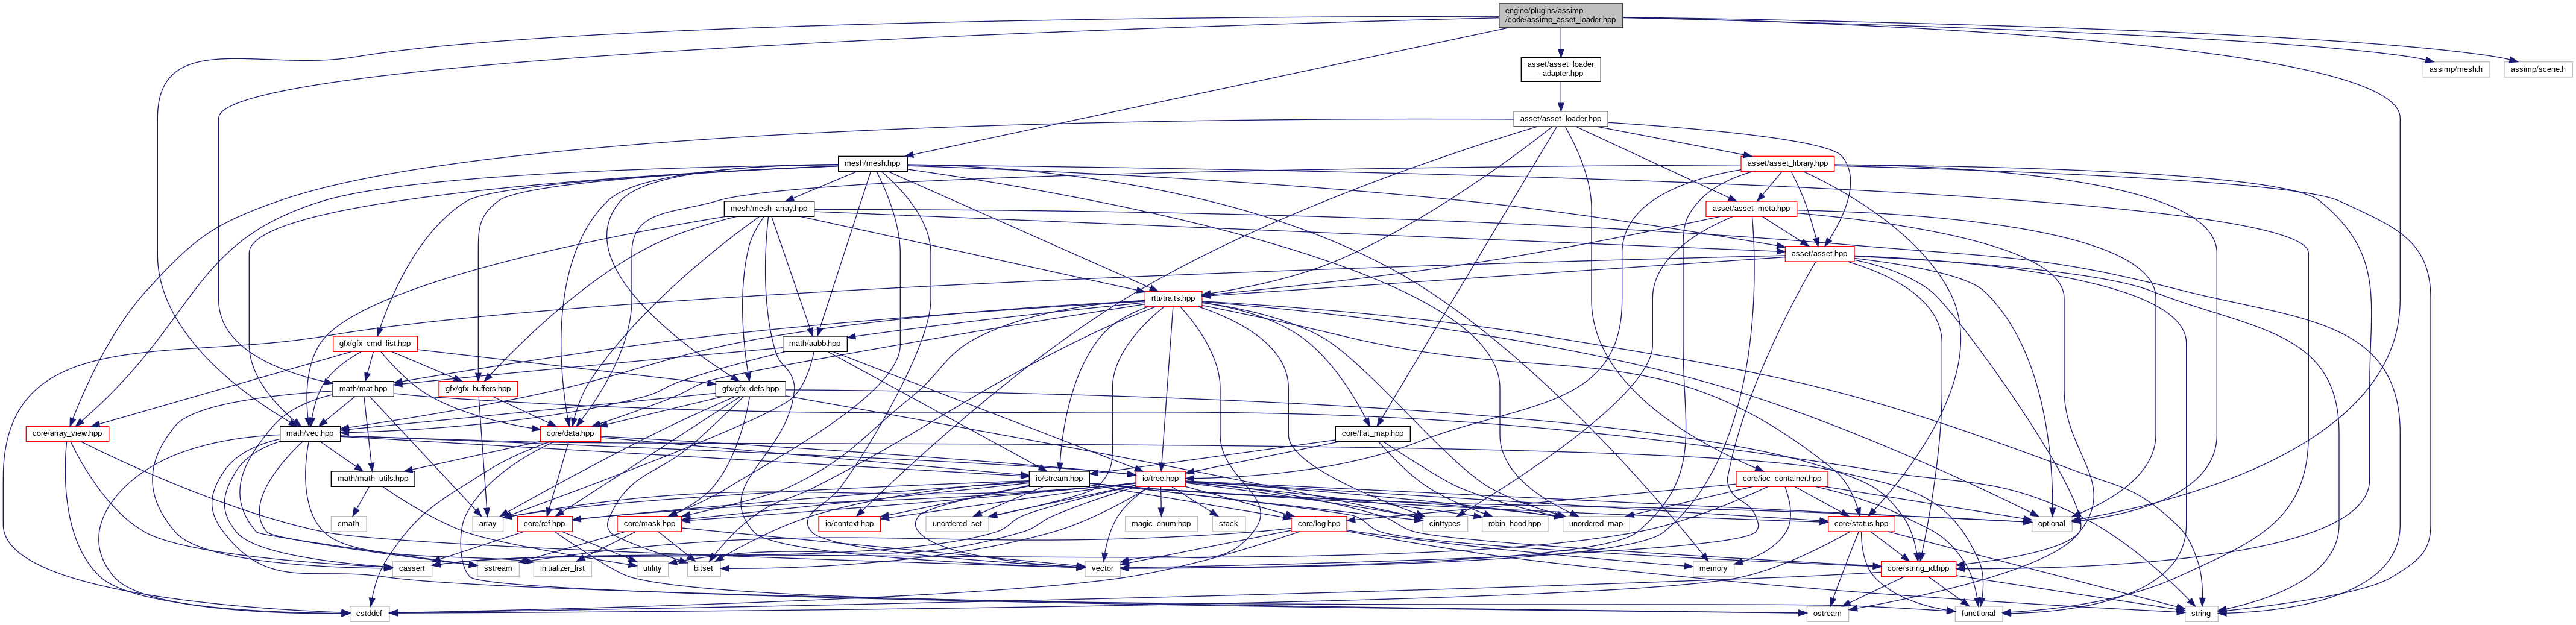 engine/plugins/assimp
/code/assimp_asset_loader.hpp
asset/asset_loader
_adapter.hpp
assimp/mesh.h
assimp/scene.h
asset/asset_loader.hpp
mesh/mesh.hpp
asset/asset_library.hpp
mesh/mesh_array.hpp
asset/asset_meta.hpp
asset/asset.hpp
rtti/traits.hpp
gfx/gfx_cmd_list.hpp
math/aabb.hpp
math/mat.hpp
gfx/gfx_buffers.hpp
gfx/gfx_defs.hpp
core/array_view.hpp
math/vec.hpp
core/data.hpp
core/flat_map.hpp
math/math_utils.hpp
io/stream.hpp
io/tree.hpp
core/ioc_container.hpp
cmath
array
core/ref.hpp
core/mask.hpp
io/context.hpp
unordered_set
magic_enum.hpp
stack
core/log.hpp
cinttypes
robin_hood.hpp
unordered_map
core/status.hpp
optional
cassert
sstream
initializer_list
utility
bitset
vector
memory
core/string_id.hpp
cstddef
ostream
functional
string